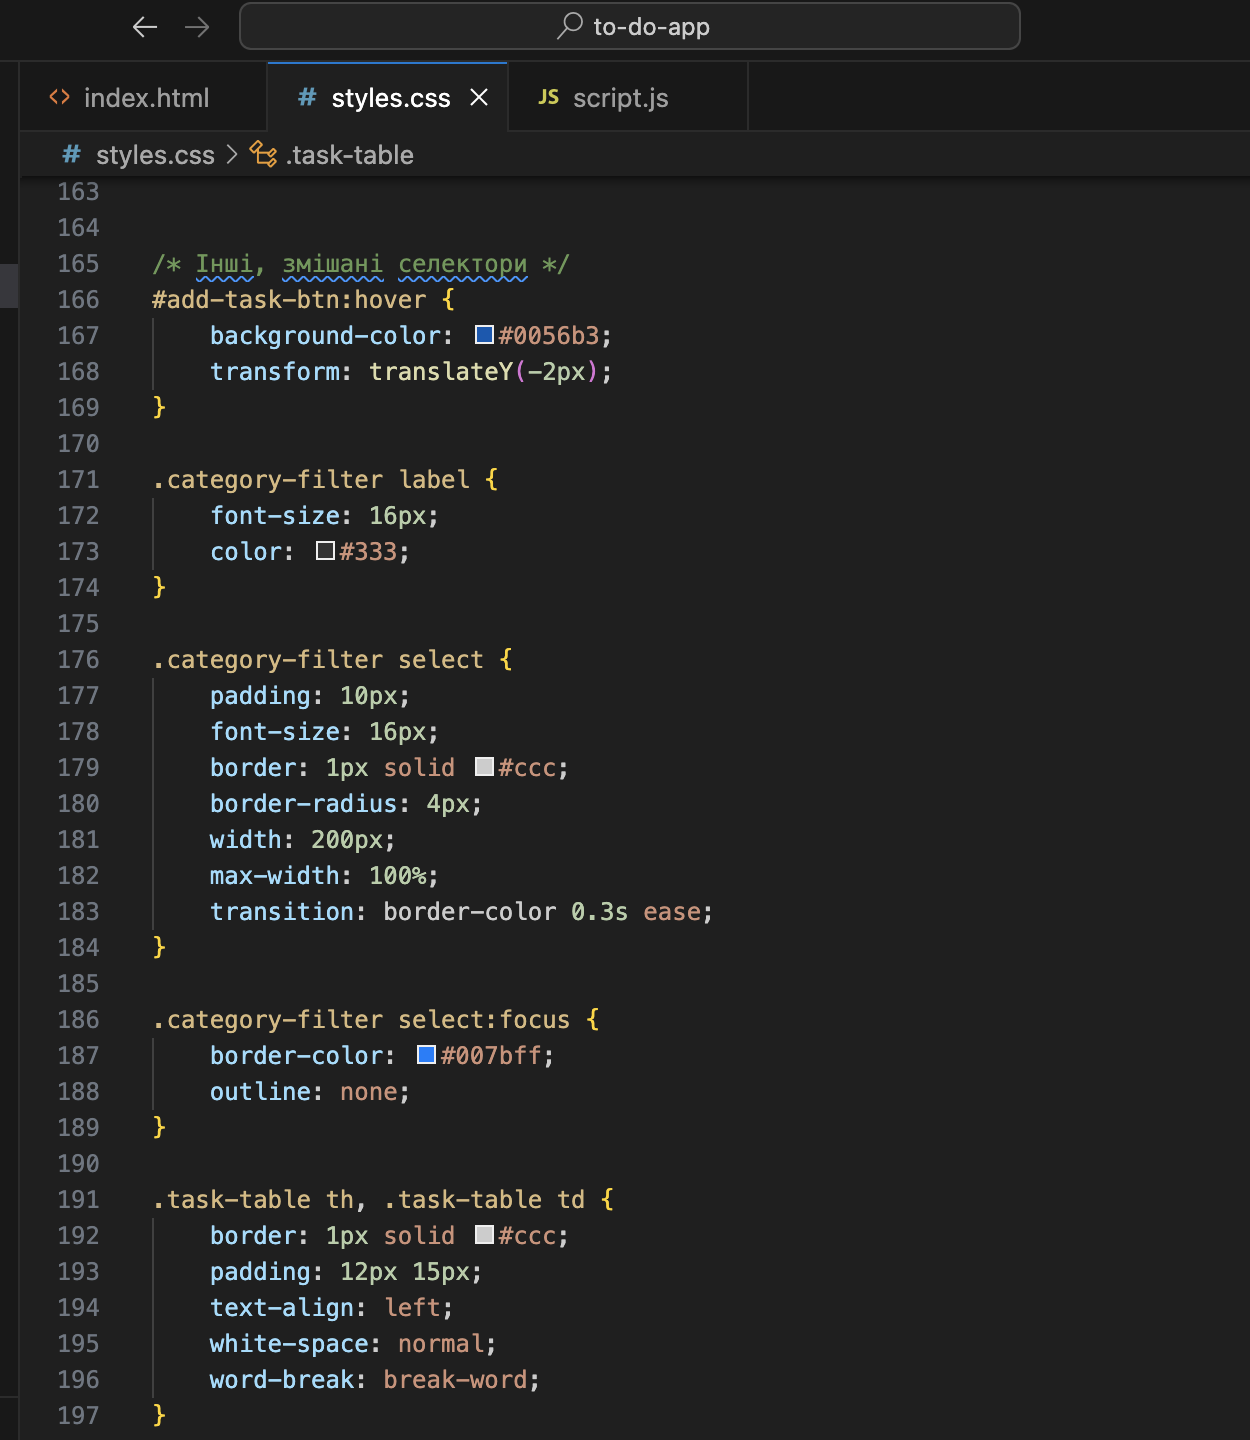 to-do-app
index.html
styles.css
script.js
styles.css > .task-table
163
164
165 /* Інші, змішані селектори */
166 #add-task-btn:hover {
167 background-color: #0056b3;
168 transform: translateY(-2px);
169 }
170
171 .category-filter label {
172 font-size: 16px;
173 color: #333;
174 }
175
176 .category-filter select {
177 padding: 10px;
178 font-size: 16px;
179 border: 1px solid #ccc;
180 border-radius: 4px;
181 width: 200px;
182 max-width: 100%;
183 transition: border-color 0.3s ease;
184 }
185
186 .category-filter select:focus {
187 border-color: #007bff;
188 outline: none;
189 }
190
191 .task-table th, .task-table td {
192 border: 1px solid #ccc;
193 padding: 12px 15px;
194 text-align: left;
195 white-space: normal;
196 word-break: break-word;
197 }